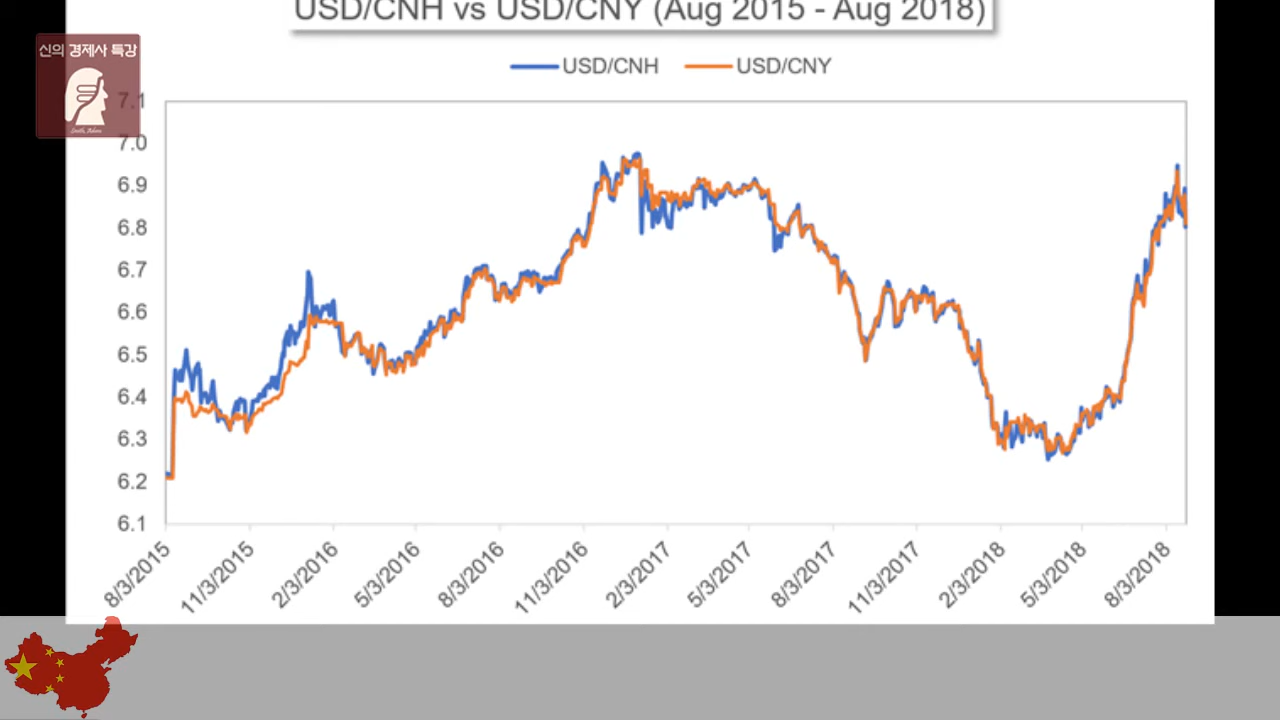 USD/CNH vs USD/CNY (Aug 2015 - Aug 2018)
신의 경제사 특강
Smith, Adam
USD/CNH USD/CNY
7.1
7.0
6.9
6.8
6.7
6.6
6.5
6.4
6.3
6.2
6.1
8/3/2015 11/3/2015 2/3/2016 5/3/2016 8/3/2016 11/3/2016 2/3/2017 5/3/2017 8/3/2017 11/3/2017 2/3/2018 5/3/2018 8/3/2018